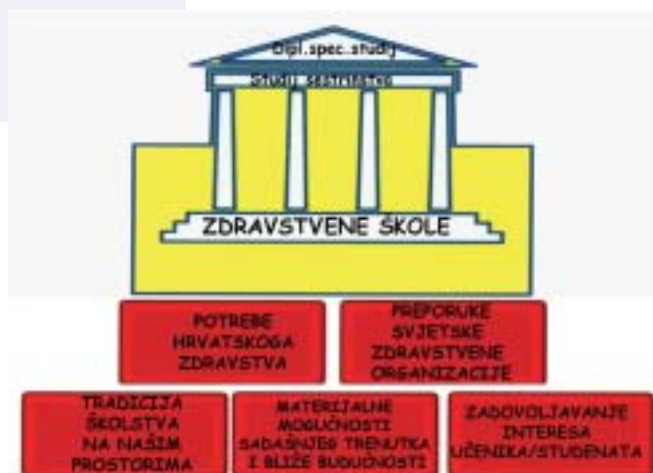 Dipl.spec.studij
Studij sestrinstva
ZDRAVSTVENE ŠKOLE
POTREBE
HRVATSKOGA
ZDRAVSTVA
PREPORUKE
SVJETSKE
ZDRAVSTVENE
ORGANIZACIJE
TRADICIJA
ŠKOLSTVA
NA NAŠIM
PROSTORIMA
MATERIJALNE
MOGUĆNOSTI
SADAŠNJEG TRENUTKA
I BLIŽE BUDUĆNOSTI
ZADOVOLJAVANJE
INTERESA
UČENIKA/STUDENATA